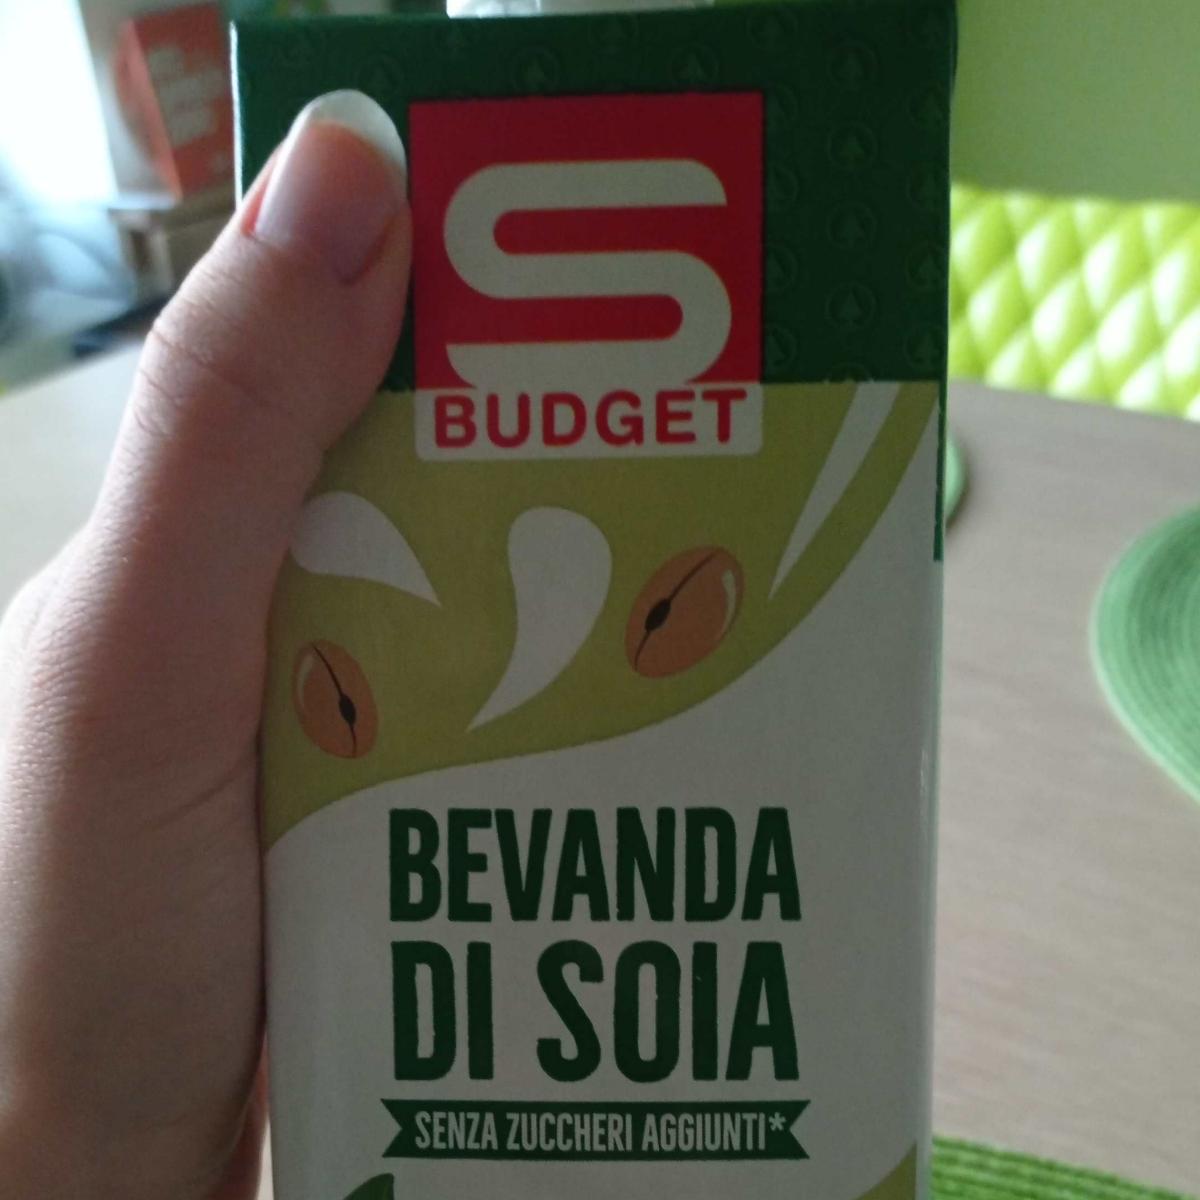 S
BUDGET
BEVANDA
DI SOIA
SENZA ZUCCHERI AGGIUNTI*